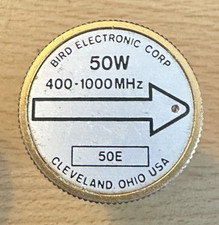 BIRD ELECTRONIC CORP
50W
400-1000MHz
50E
CLEVELAND, OHIO USA